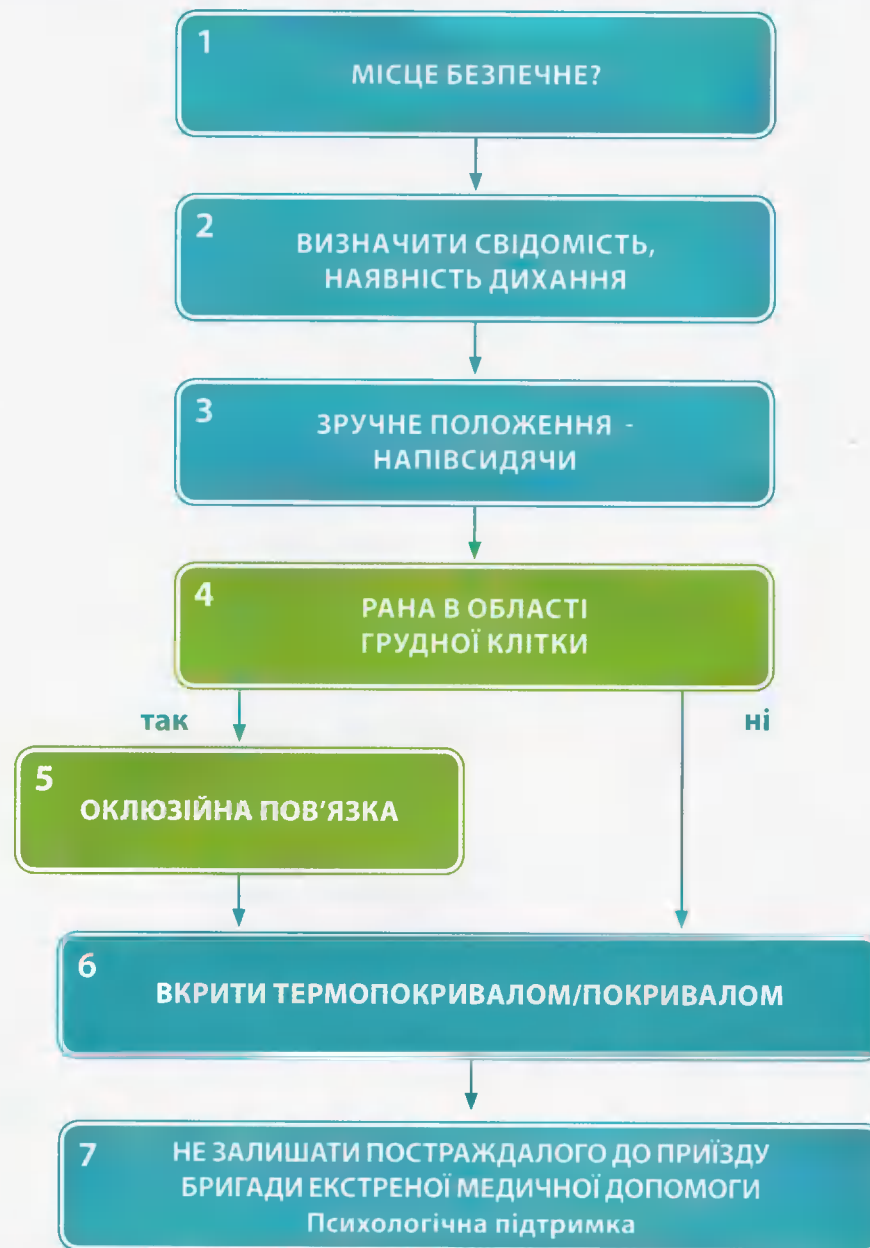 1
МІСЦЕ БЕЗПЕЧНЕ?
2
ВИЗНАЧИТИ СВІДОМІСТЬ,
НАЯВНІСТЬ ДИХАННЯ
3
ЗРУЧНЕ ПОЛОЖЕННЯ -
НАПІВСИДЯЧИ
4
РАНА В ОБЛАСТІ
ГРУДНОЇ КЛІТКИ
так
ні
5
ОКЛЮЗІЙНА ПОВ'ЯЗКА
6
ВКРИТИ ТЕРМОПОКРИВАЛОМ/ПОКРИВАЛОМ
7
НЕ ЗАЛИШАТИ ПОСТРАЖДАЛОГО ДО ПРИЇЗДУ
БРИГАДИ ЕКСТРЕНОЇ МЕДИЧНОЇ ДОПОМОГИ
Психологічна підтримка